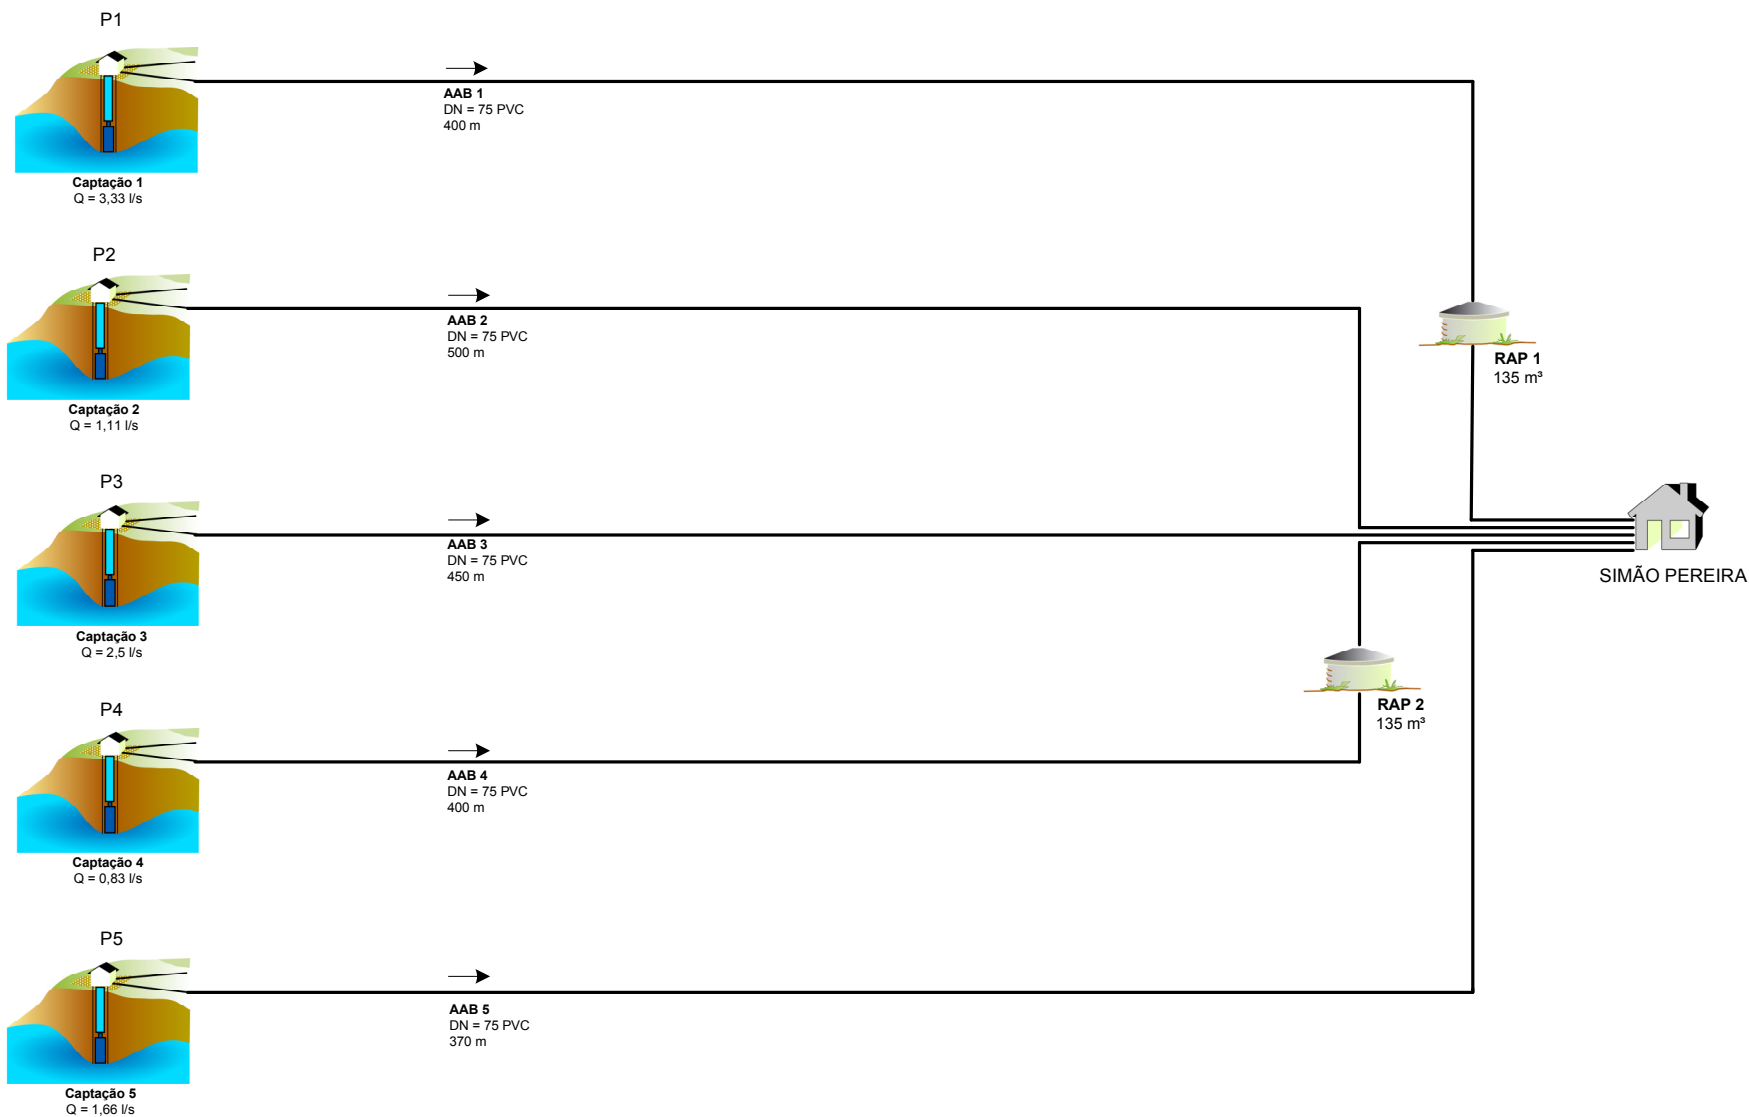 P1
AAB 1
DN = 75 PVC
400 m
Captação 1
Q = 3,33 l/s
P2
AAB 2
DN = 75 PVC
500 m
RAP 1
135 m³
Captação 2
Q = 1,11 l/s
P3
AAB 3
DN = 75 PVC
450 m
SIMÃO PEREIRA
Captação 3
Q = 2,5 l/s
P4
RAP 2
135 m³
AAB 4
DN = 75 PVC
400 m
Captação 4
Q = 0,83 l/s
P5
AAB 5
DN = 75 PVC
370 m
Captação 5
Q = 1,66 l/s